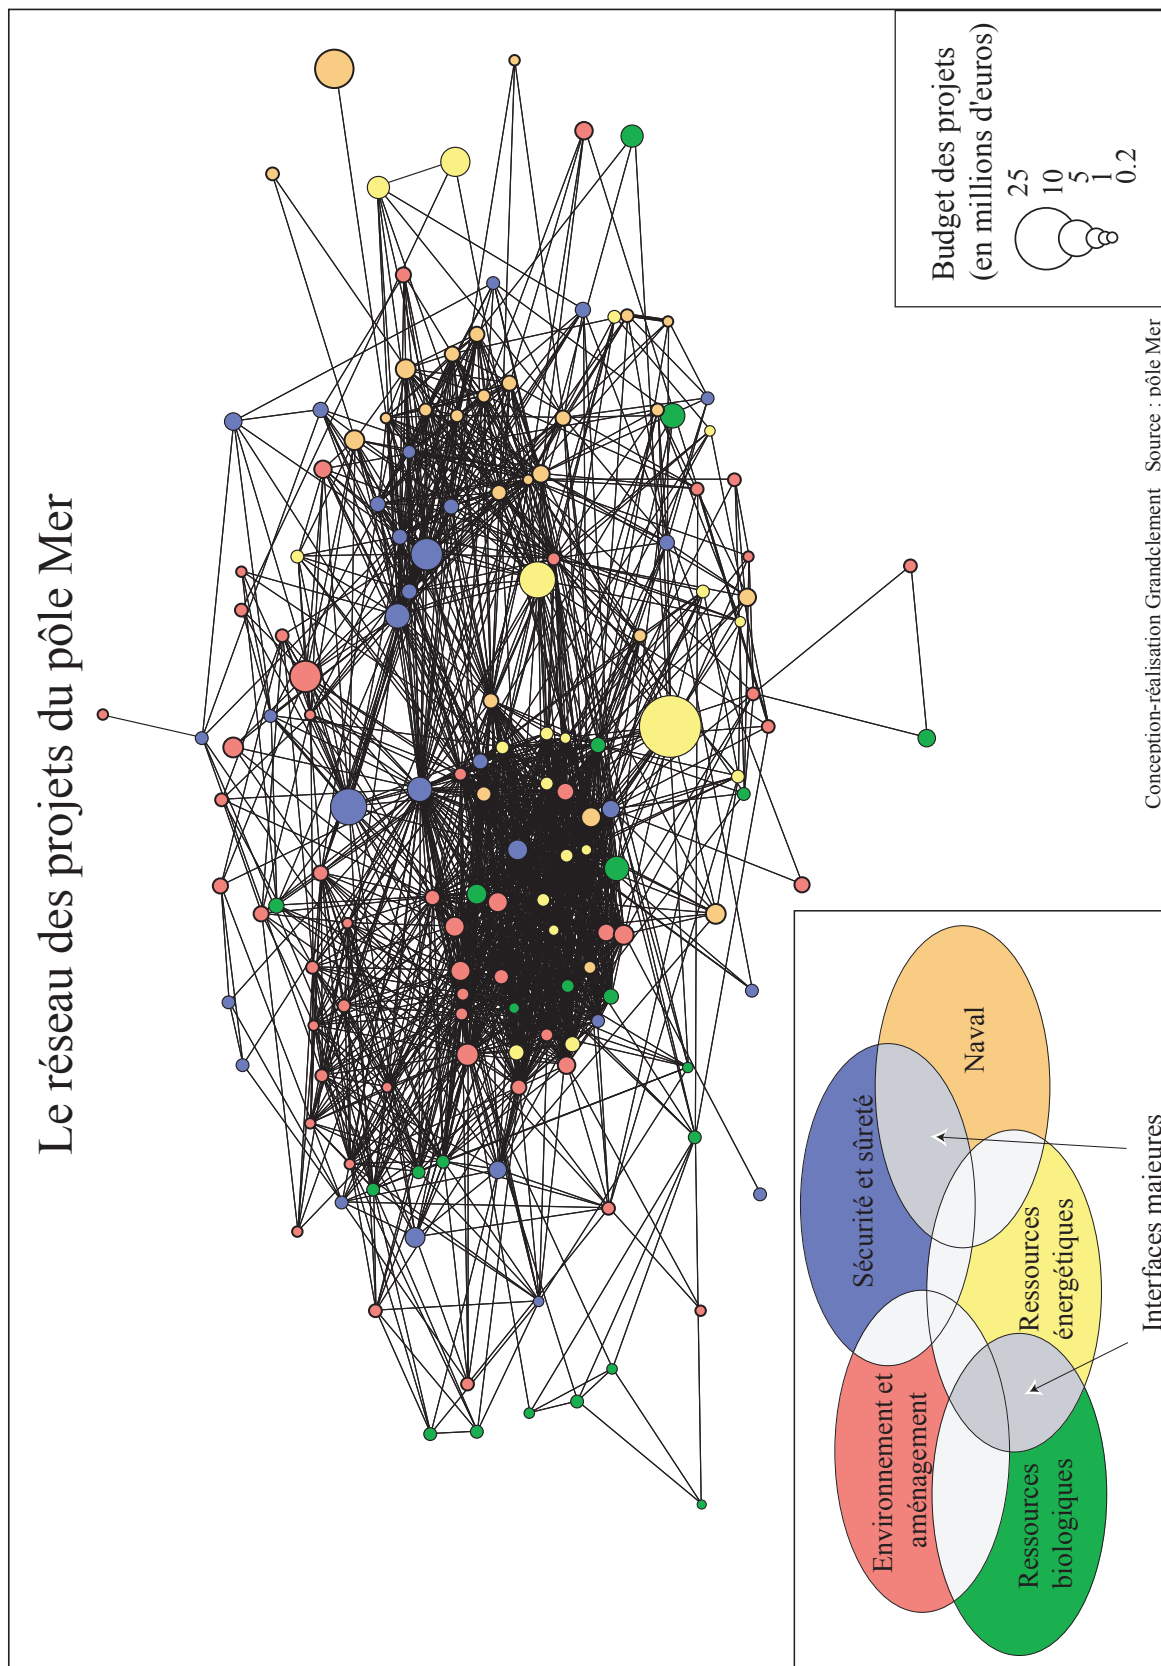 Le réseau des projets du pôle Mer
Budget des projets
(en millions d'euros)
25
10
5
1
0.2
Environnement et
aménagement
Sécurité et sûreté
Naval
Ressources
biologiques
Ressources
énergétiques
Interfaces majeures
Conception-réalisation Grandclement Source : pôle Mer